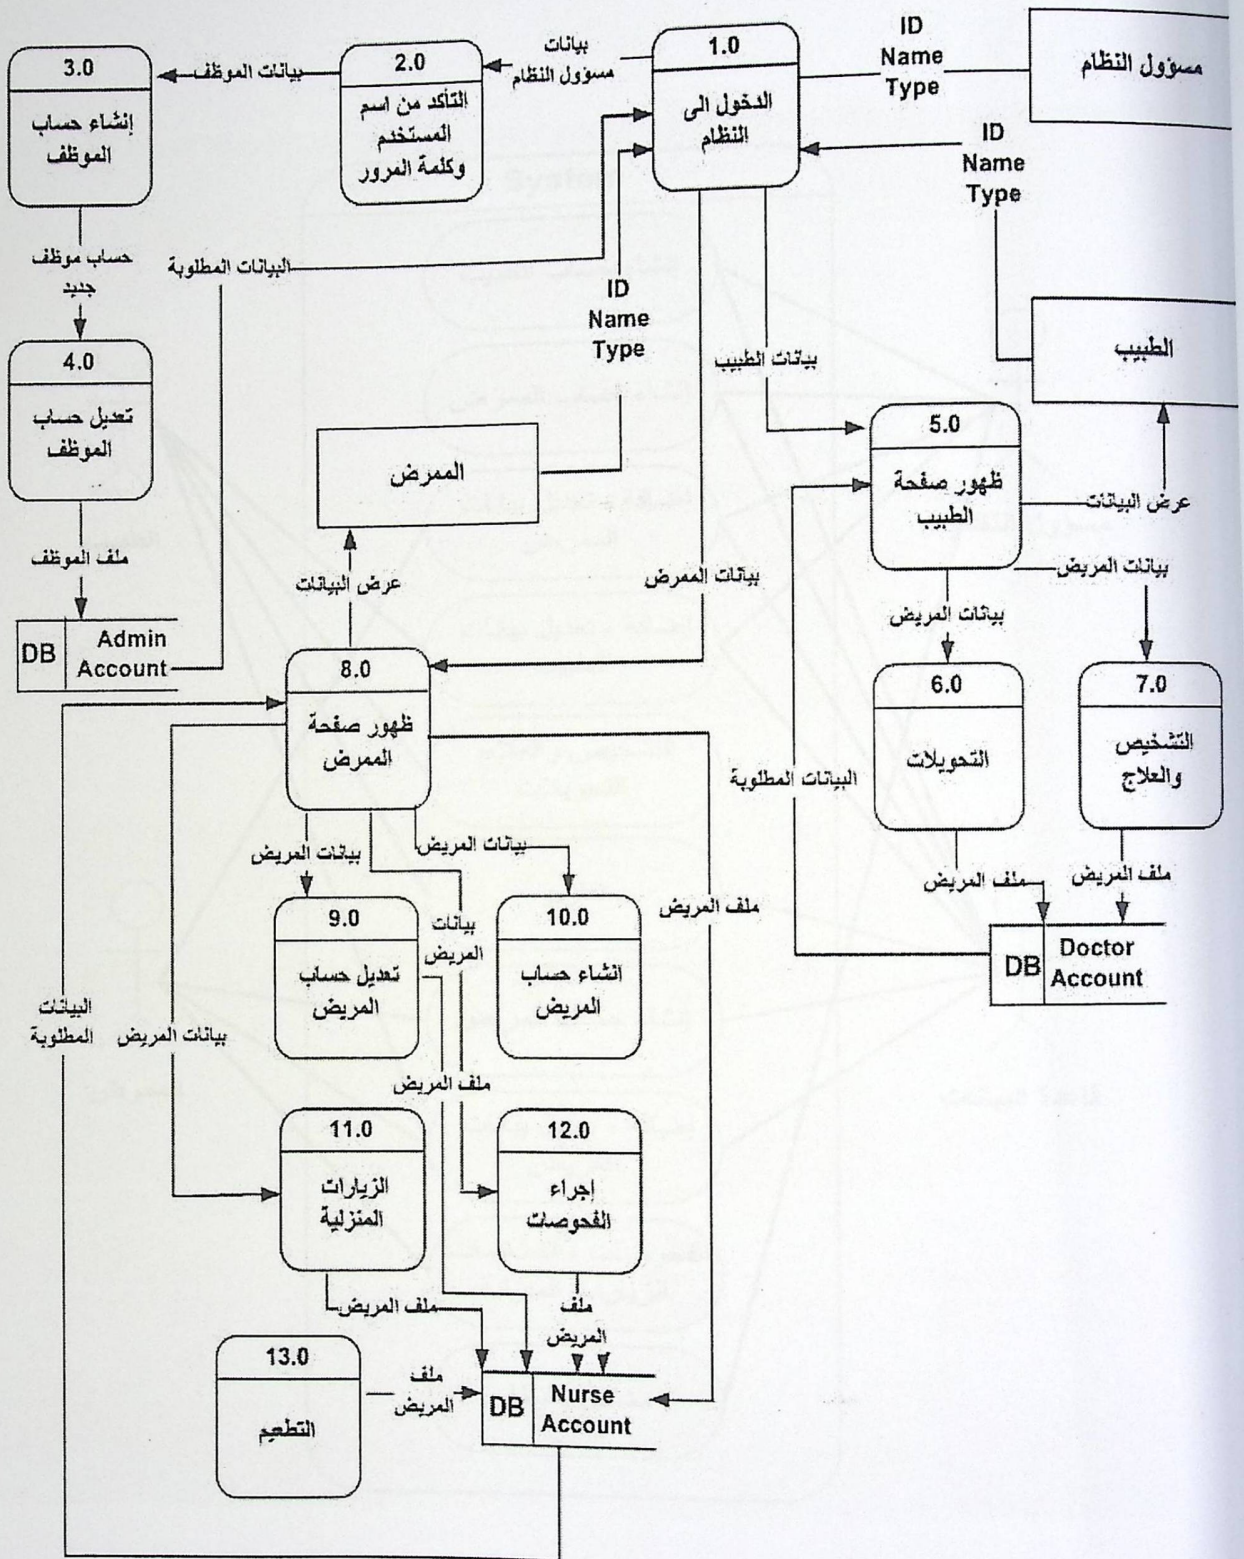 ID
Name
Type
مسؤول النظام
1.0
الدخول الى
النظام
بيانات
مسؤول النظام
2.0
التأكد من اسم
المستخدم
وكلمة المرور
بيانات الموظف
3.0
إنشاء حساب
الموظف
ID
Name
Type
حساب موظف
جديد
البيانات المطلوبة
ID
Name
Type
بيانات الطبيب
الطبيب
4.0
تعديل حساب
الموظف
الممرض
5.0
ظهور صفحة
الطبيب
عرض البيانات
ملف الموظف
عرض البيانات
بيانات الممرض
بيانات المريض
بيانات المريض
DB
Admin
Account
8.0
ظهور صفحة
الممرض
6.0
التحويلات
7.0
التشخيص
والعلاج
البيانات المطلوبة
بيانات المريض
بيانات المريض
ملف المريض
ملف المريض
ملف المريض
9.0
تعديل حساب
المريض
بيانات
المريض
10.0
انشاء حساب
المريض
DB
Doctor
Account
البيانات
المطلوبة
بيانات المريض
ملف المريض
11.0
الزيارات
المنزلية
12.0
إجراء
الفحوصات
ملف المريض
ملف
المريض
13.0
التطعيم
ملف
المريض
DB
Nurse
Account